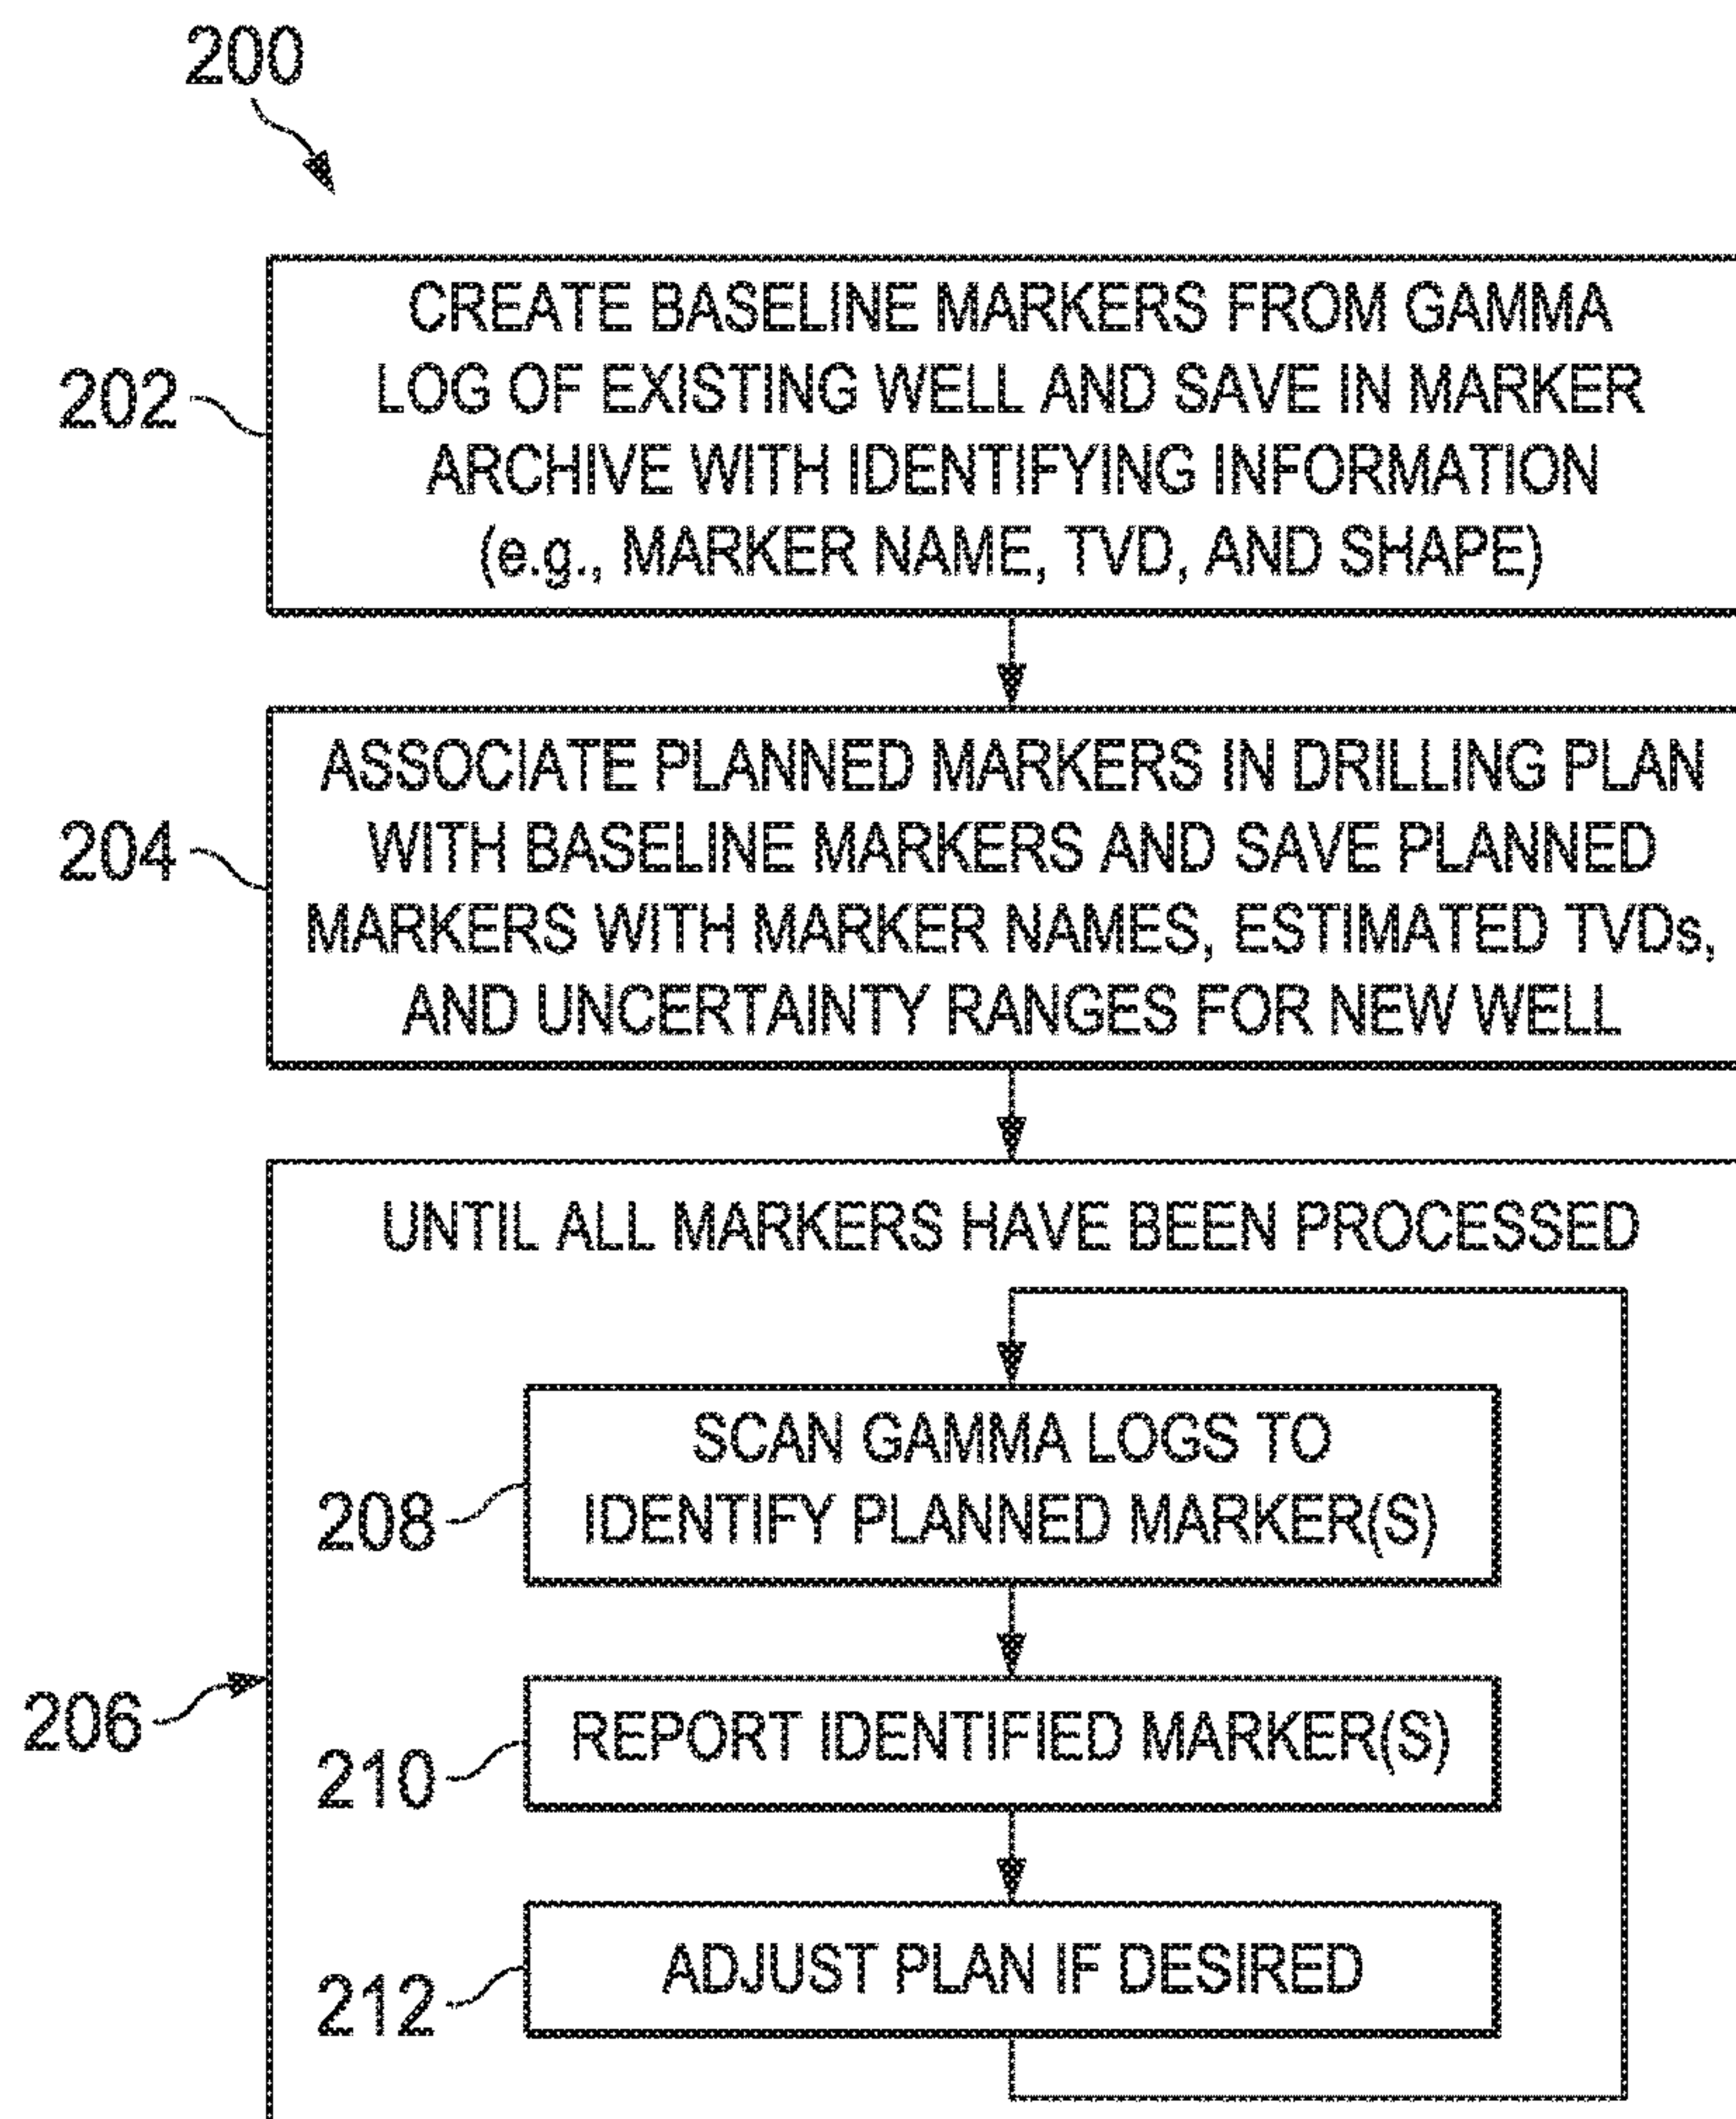 200
202
CREATE BASELINE MARKERS FROM GAMMA
LOG OF EXISTING WELL AND SAVE IN MARKER
ARCHIVE WITH IDENTIFYING INFORMATION
(e.g., MARKER NAME, TVD, AND SHAPE)
204
ASSOCIATE PLANNED MARKERS IN DRILLING PLAN
WITH BASELINE MARKERS AND SAVE PLANNED
MARKERS WITH MARKER NAMES, ESTIMATED TVDs,
AND UNCERTAINTY RANGES FOR NEW WELL
206
UNTIL ALL MARKERS HAVE BEEN PROCESSED
208
SCAN GAMMA LOGS TO
IDENTIFY PLANNED MARKER(S)
210
REPORT IDENTIFIED MARKER(S)
212
ADJUST PLAN IF DESIRED